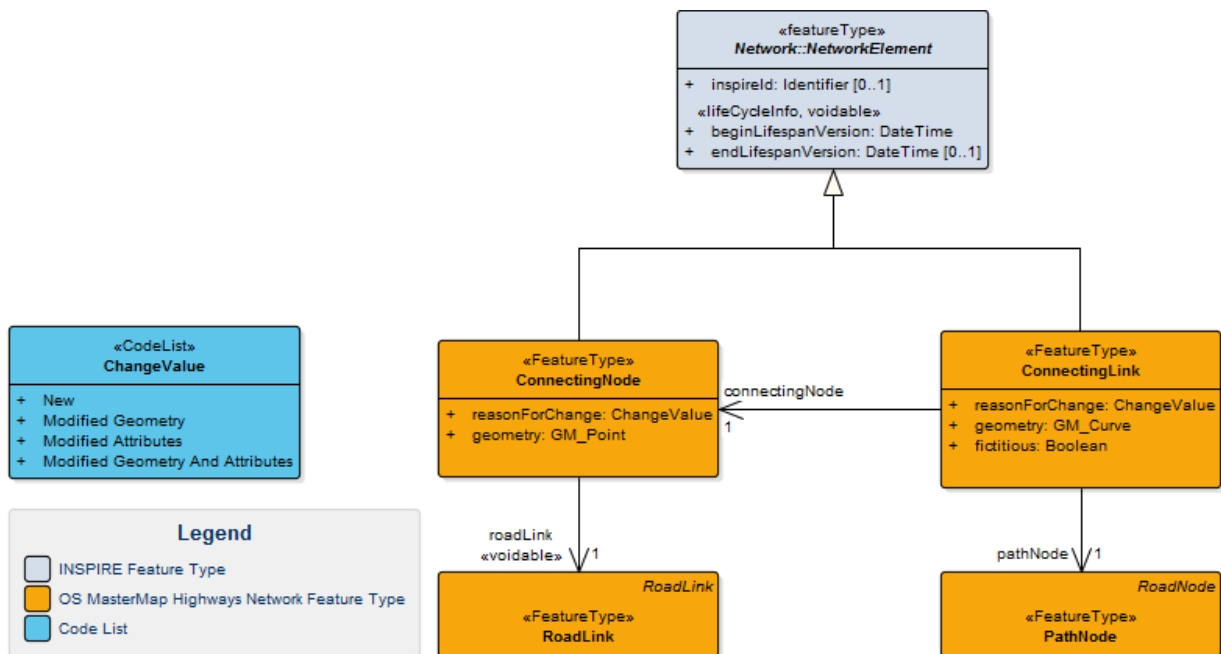 «featureType»
Network::NetworkElement
+ inspireId: Identifier [0..1]
«lifeCycleInfo, voidable»
+ beginLifespanVersion: DateTime
+ endLifespanVersion: DateTime [0..1]
«CodeList»
ChangeValue
+ New
+ Modified Geometry
+ Modified Attributes
+ Modified Geometry And Attributes
«FeatureType»
ConnectingNode
+ reasonForChange: ChangeValue
+ geometry: GM_Point
connectingNode
1
«FeatureType»
ConnectingLink
+ reasonForChange: ChangeValue
+ geometry: GM_Curve
+ fictitious: Boolean
Legend
INSPIRE Feature Type
OS MasterMap Highways Network Feature Type
Code List
roadLink
«voidable»
1
pathNode
1
RoadLink
«FeatureType»
RoadLink
RoadNode
«FeatureType»
PathNode